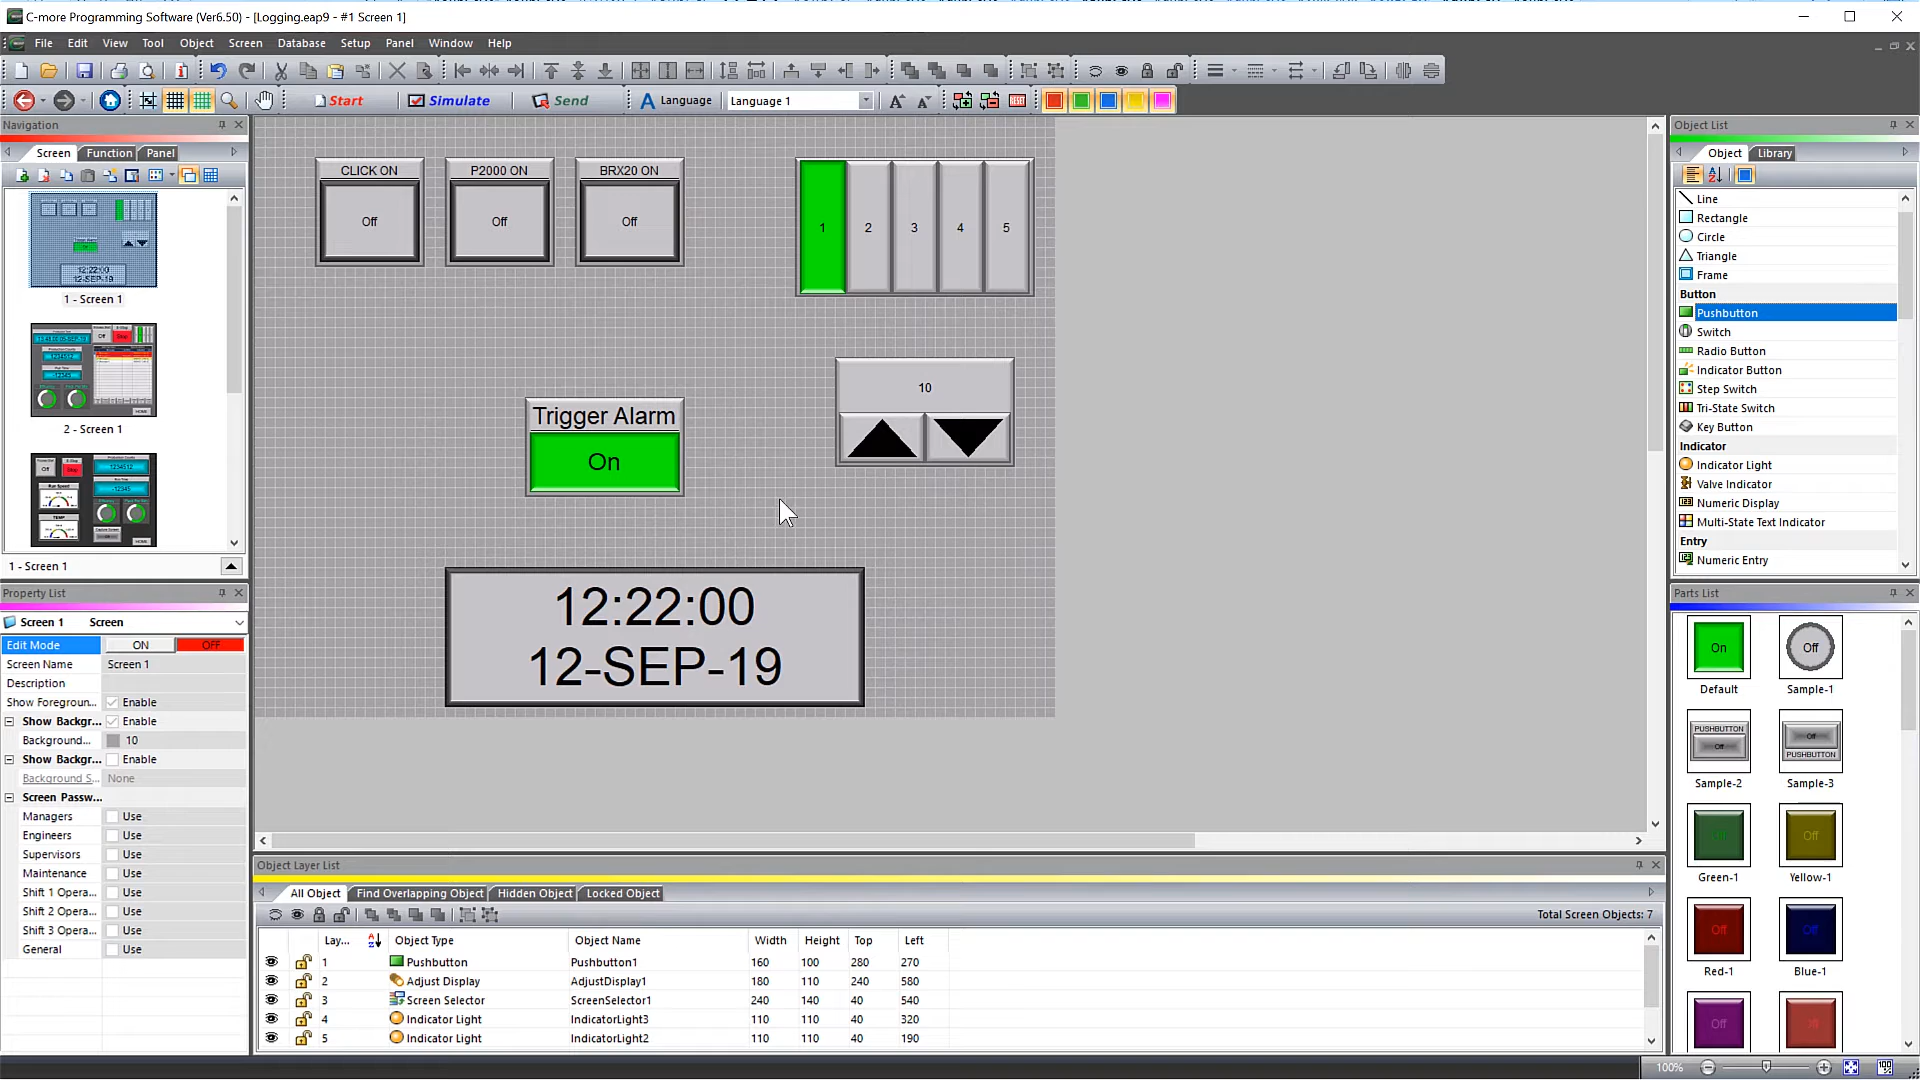 C-more Programming Software (Ver6.50) - [Logging.eap9 - #1 Screen 1]
File Edit View Tool Object Screen Database Setup Panel Window Help
Start Simulate Send Language Language 1
Navigation
Screen Function Panel
1 - Screen 1
2 - Screen 1
1 - Screen 1
Property List
Screen 1 Screen
Edit Mode ON OFF
Screen Name Screen 1
Description
Show Foregroun... Enable
Show Backgr... Enable
Background... 10
Show Backgr... Enable
Background S... None
Screen Passw...
Managers Use
Engineers Use
Supervisors Use
Maintenance Use
Shift 1 Opera... Use
Shift 2 Opera... Use
Shift 3 Opera... Use
General Use
CLICK ON P2000 ON BRX20 ON
Off Off Off
1 2 3 4 5
10
Trigger Alarm
On
12:22:00
12-SEP-19
Object Layer List
All Object Find Overlapping Object Hidden Object Locked Object
Total Screen Objects: 7
Lay... Object Type Object Name Width Height Top Left
1 Pushbutton Pushbutton1 160 100 280 270
2 Adjust Display AdjustDisplay1 180 110 240 580
3 Screen Selector ScreenSelector1 240 140 40 540
4 Indicator Light IndicatorLight3 110 110 40 320
5 Indicator Light IndicatorLight2 110 110 40 190
Object List
Object Library
Line
Rectangle
Circle
Triangle
Frame
Button
Pushbutton
Switch
Radio Button
Indicator Button
Step Switch
Tri-State Switch
Key Button
Indicator
Indicator Light
Valve Indicator
Numeric Display
Multi-State Text Indicator
Entry
Numeric Entry
Parts List
On Off
Default Sample-1
PUSHBUTTON Off
Off PUSHBUTTON
Sample-2 Sample-3
Off Off
Green-1 Yellow-1
Off Off
Red-1 Blue-1
Off
100%